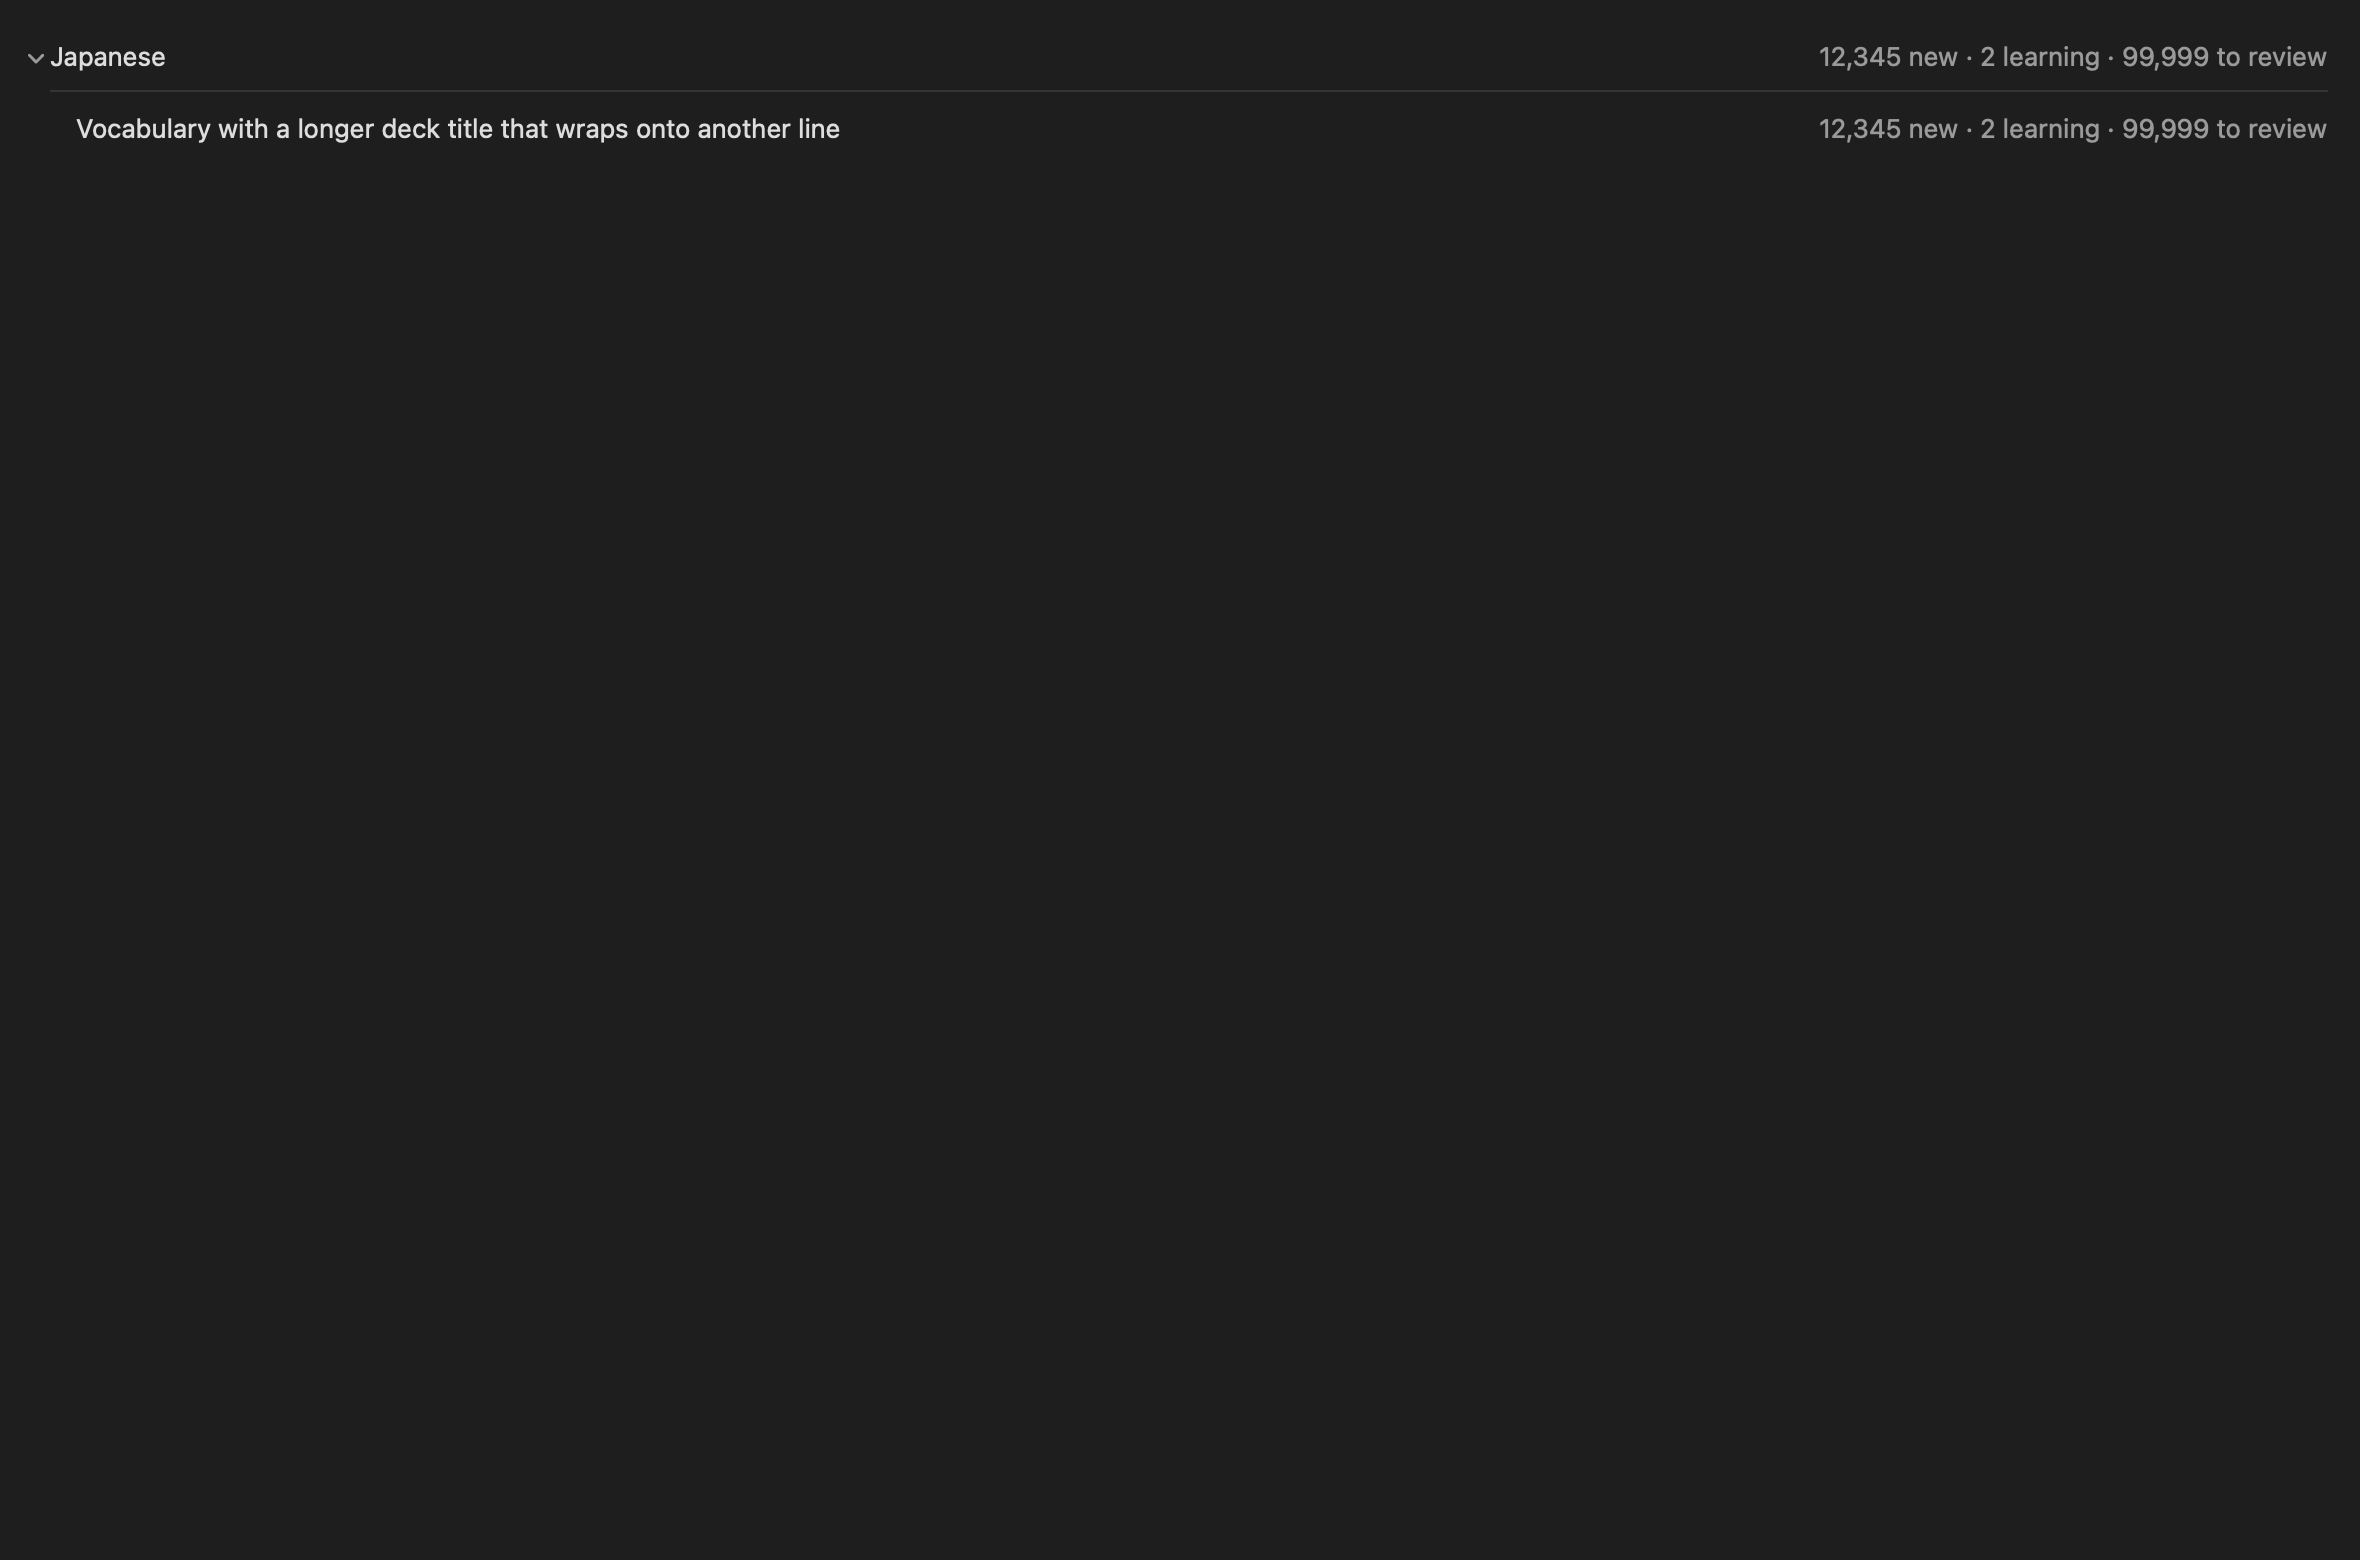 Japanese 12,345 new · 2 learning · 99,999 to review
Vocabulary with a longer deck title that wraps onto another line 12,345 new · 2 learning · 99,999 to review